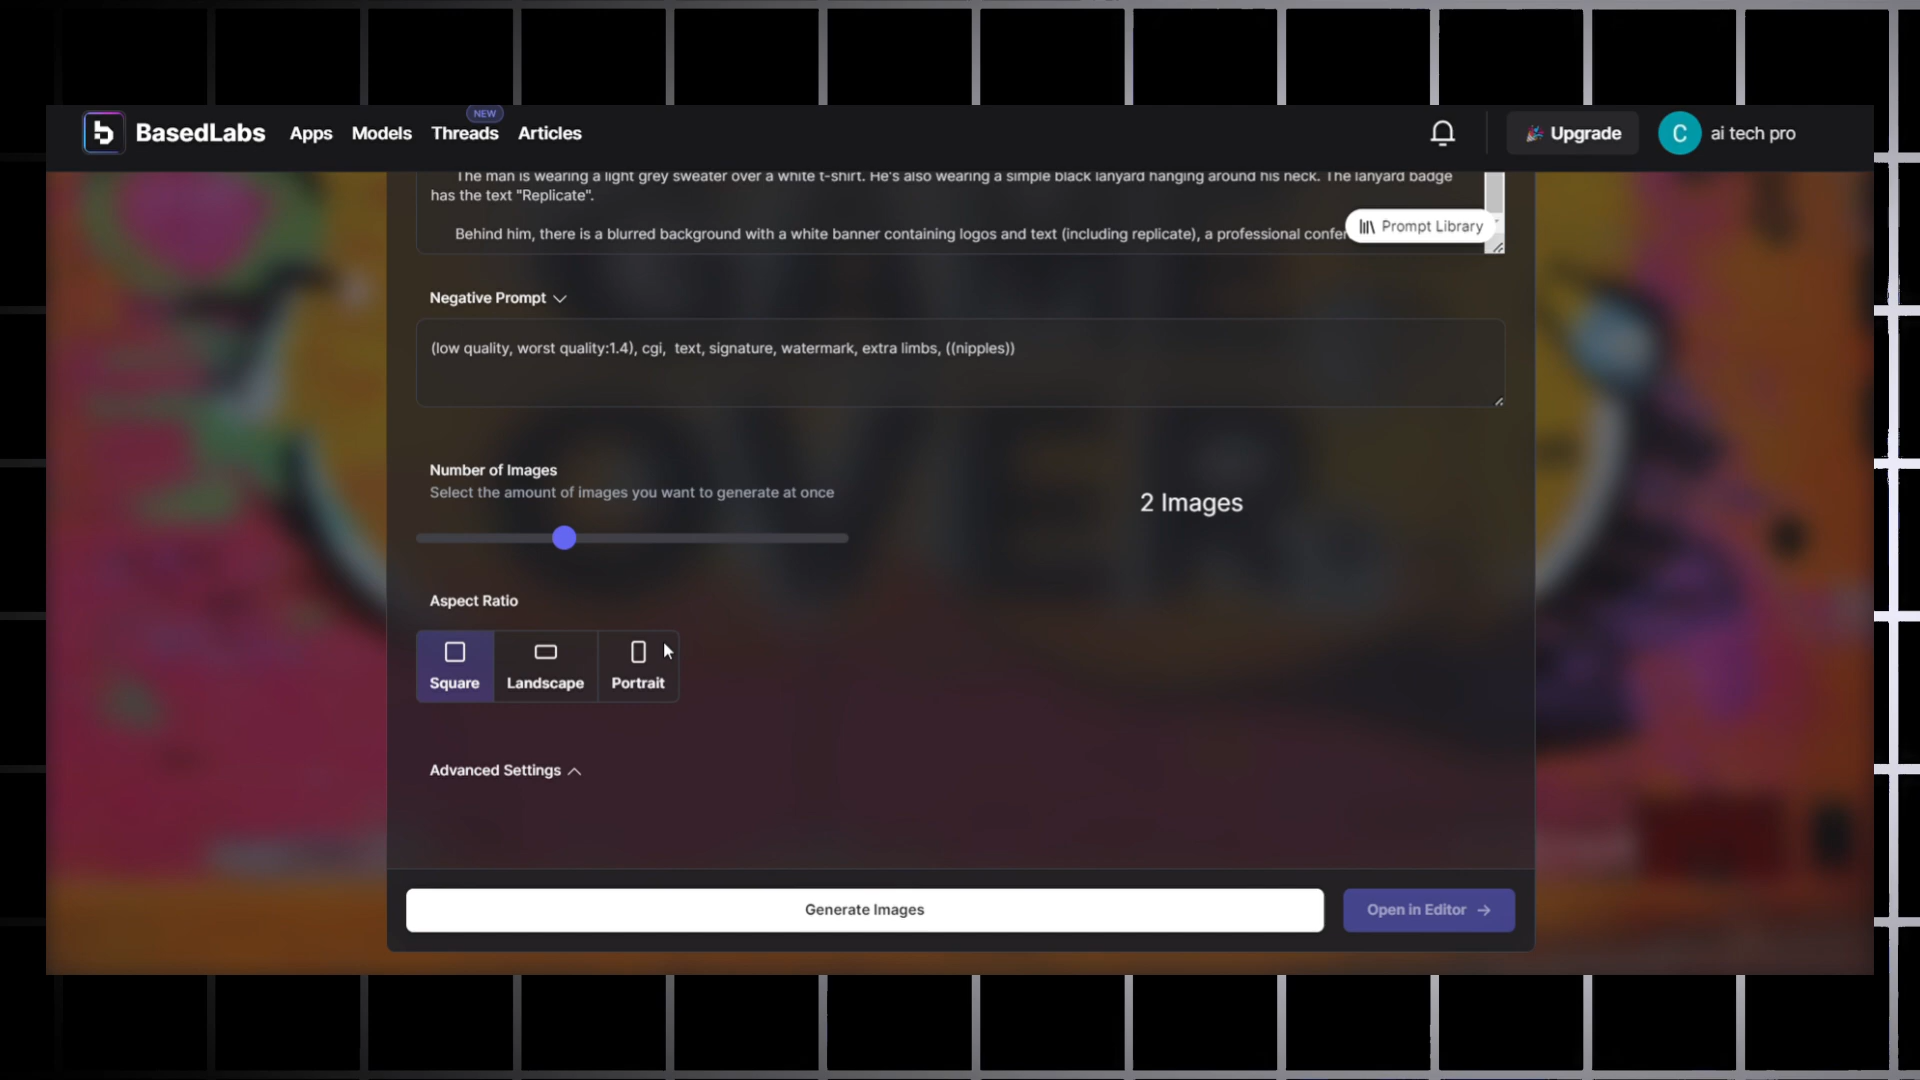 NEW
BasedLabs Apps Models Threads Articles Upgrade C ai tech pro
The man is wearing a light grey sweater over a white t-shirt. He's also wearing a simple black lanyard hanging around his neck. The lanyard badge
has the text "Replicate".
Behind him, there is a blurred background with a white banner containing logos and text (including replicate), a professional confer
Prompt Library
Negative Prompt
(low quality, worst quality:1.4), cgi,  text, signature, watermark, extra limbs, ((nipples))
Number of Images
Select the amount of images you want to generate at once
2 Images
Aspect Ratio
Square Landscape Portrait
Advanced Settings
Generate Images Open in Editor